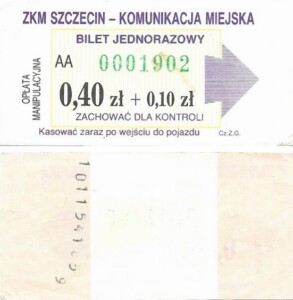 ZKM SZCZECIN – KOMUNIKACJA MIEJSKA
BILET JEDNORAZOWY
AA 0001902
OPŁATA
MANIPULACYJNA
0,40 zł + 0,10 zł
ZACHOWAĆ DLA KONTROLI
Kasować zaraz po wejściu do pojazdu
Cz.Z.G.